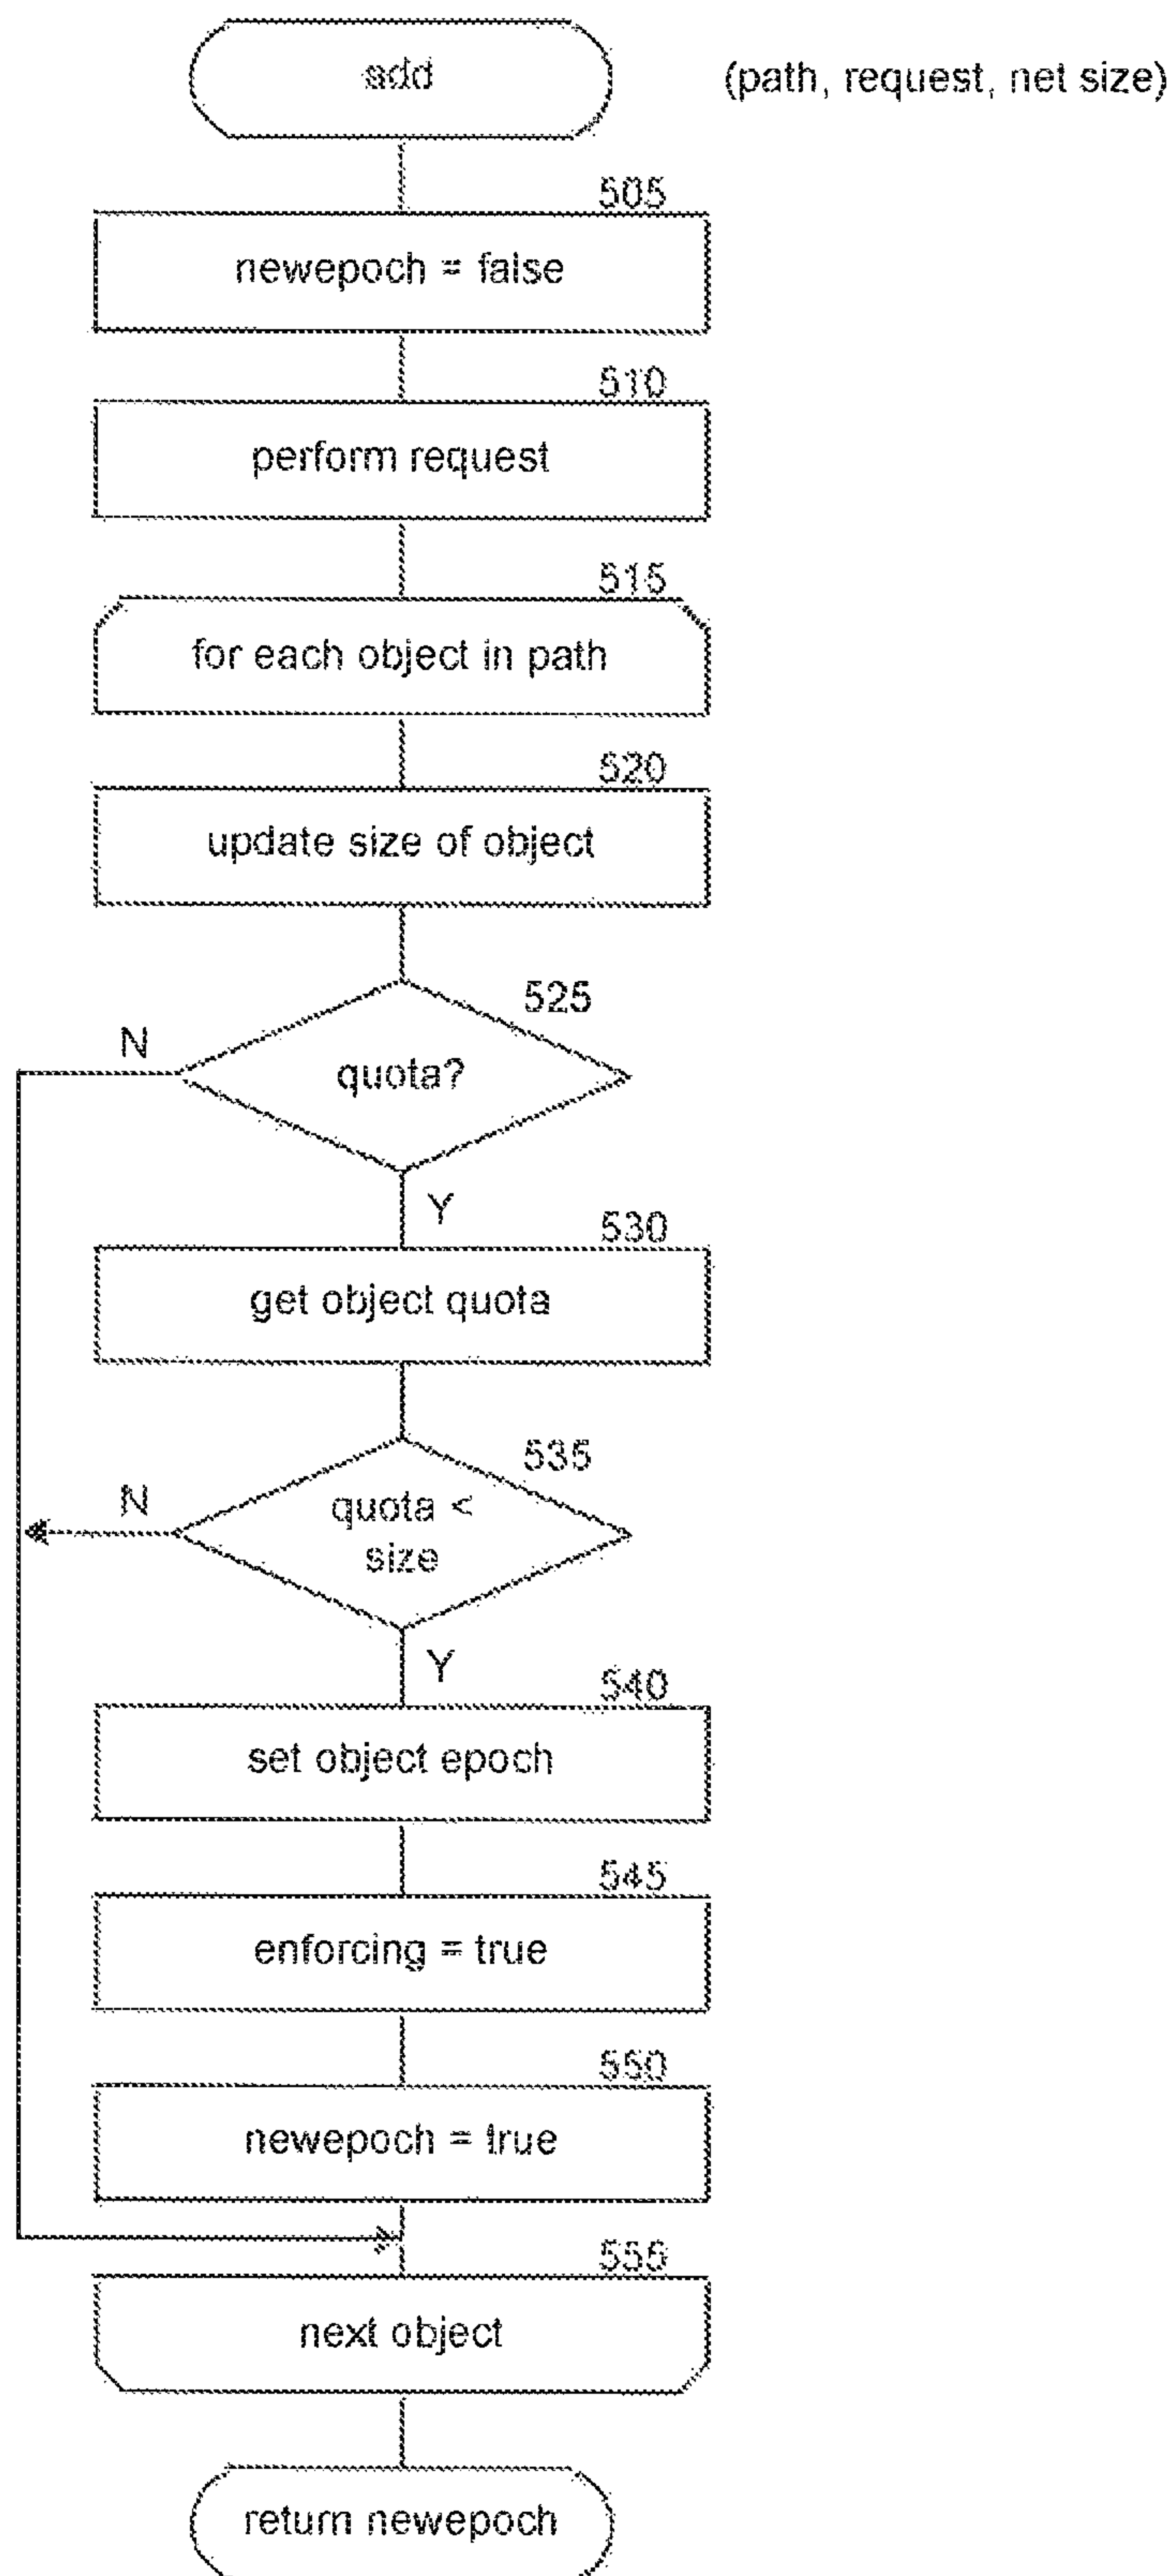 add
(path, request, net size)
505
newepoch = false
510
perform request
515
for each object in path
520
update size of object
525
N
quota?
Y
530
get object quota
535
N
quota <
size
Y
540
set object epoch
545
enforcing = true
550
newepoch = true
555
next object
return newepoch